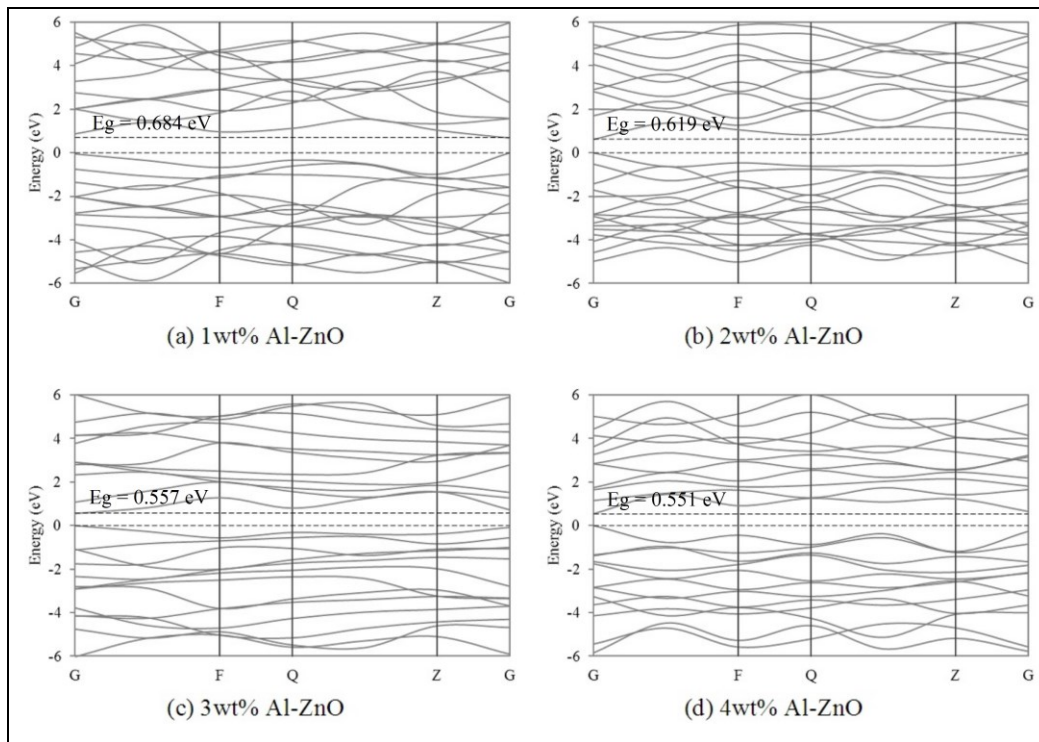 6
4
2
0
-2
-4
-6
Energy (eV)
Eg = 0.684 eV
G F Q Z G
(a) 1wt% Al-ZnO
6
4
2
0
-2
-4
-6
Energy (eV)
Eg = 0.619 eV
G F Q Z G
(b) 2wt% Al-ZnO
6
4
2
0
-2
-4
-6
Energy (eV)
Eg = 0.557 eV
G F Q Z G
(c) 3wt% Al-ZnO
6
4
2
0
-2
-4
-6
Energy (eV)
Eg = 0.551 eV
G F Q Z G
(d) 4wt% Al-ZnO